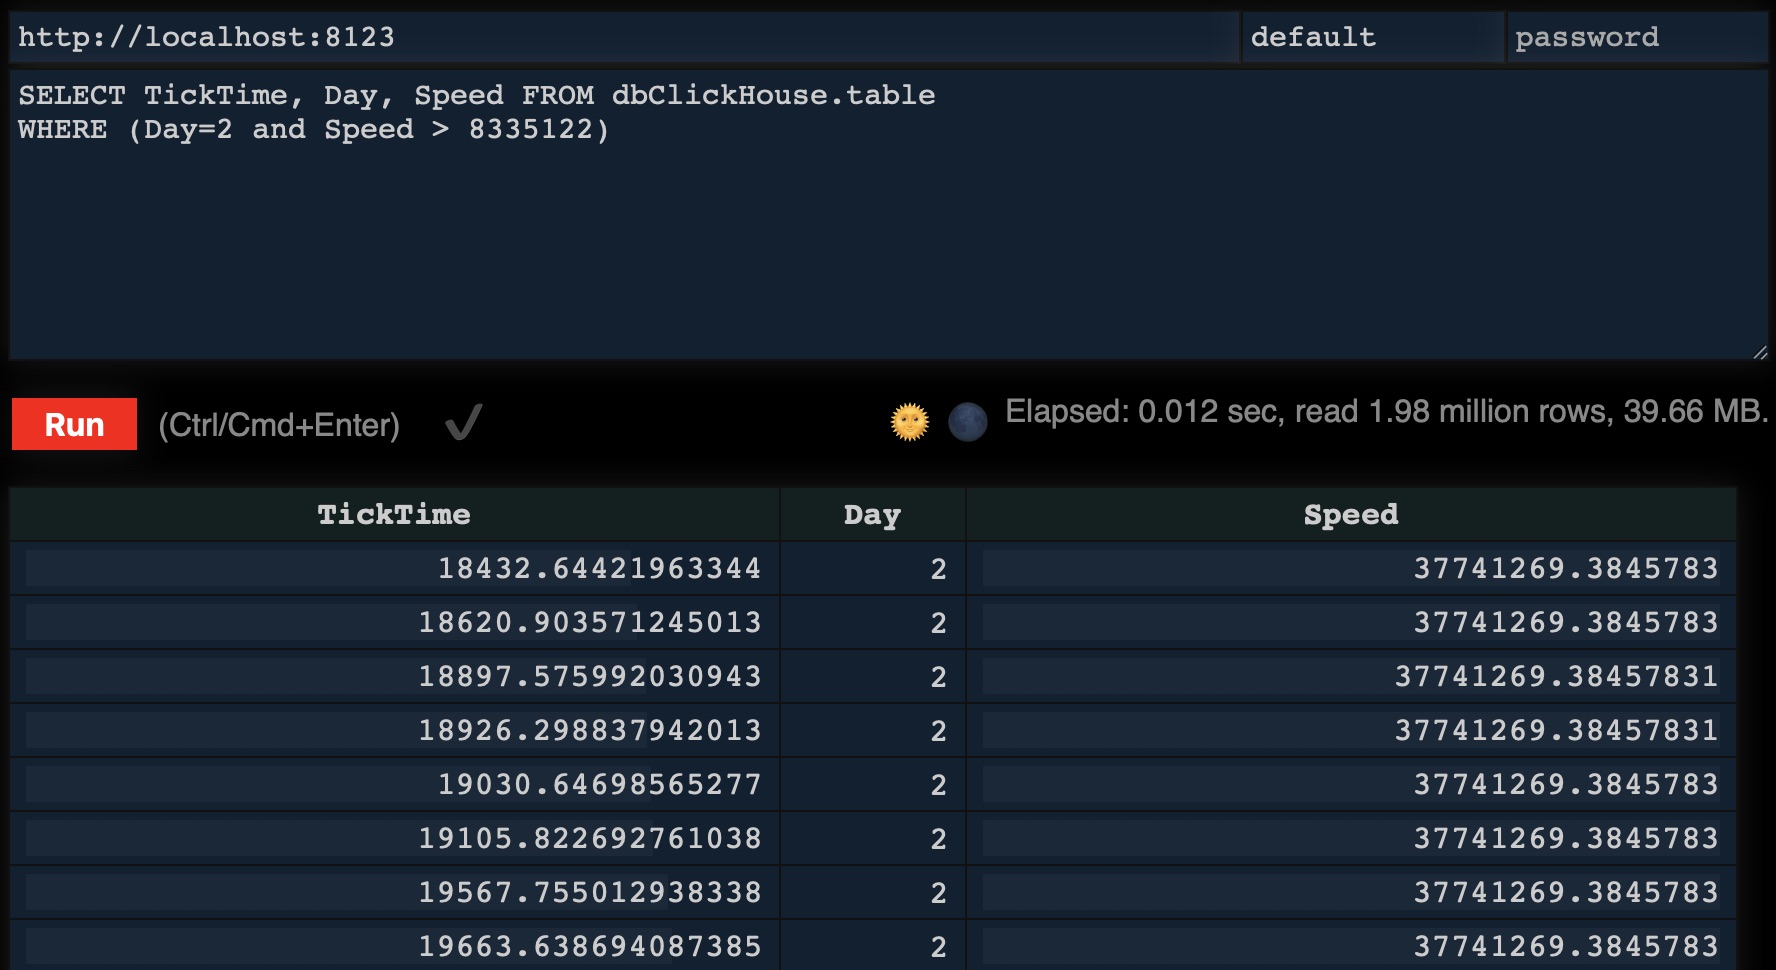 http://localhost:8123 default password
SELECT TickTime, Day, Speed FROM dbClickHouse.table
WHERE (Day=2 and Speed > 8335122)
Run (Ctrl/Cmd+Enter) Elapsed: 0.012 sec, read 1.98 million rows, 39.66 MB.
TickTime Day Speed
18432.64421963344 2 37741269.3845783
18620.903571245013 2 37741269.3845783
18897.575992030943 2 37741269.38457831
18926.298837942013 2 37741269.38457831
19030.64698565277 2 37741269.3845783
19105.822692761038 2 37741269.3845783
19567.755012938338 2 37741269.3845783
19663.638694087385 2 37741269.3845783